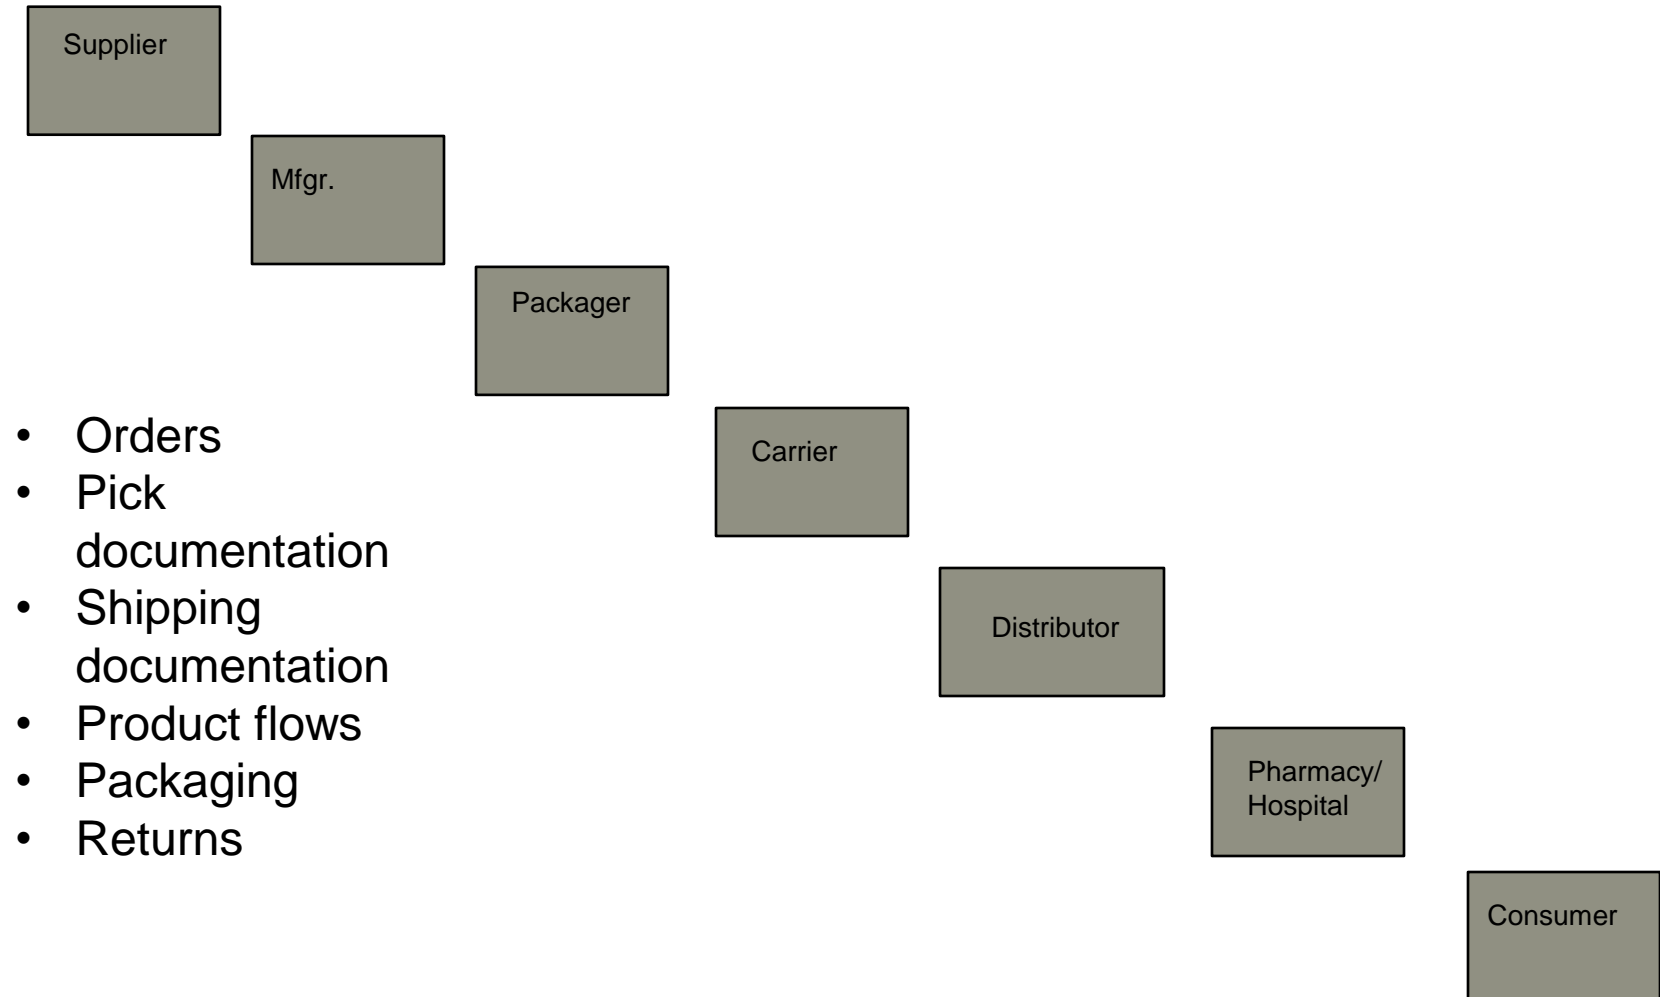 Supplier
Mfgr.
Packager
Carrier
Distributor
Pharmacy/
Hospital
Consumer
• Orders
• Pick
documentation
• Shipping
documentation
• Product flows
• Packaging
• Returns